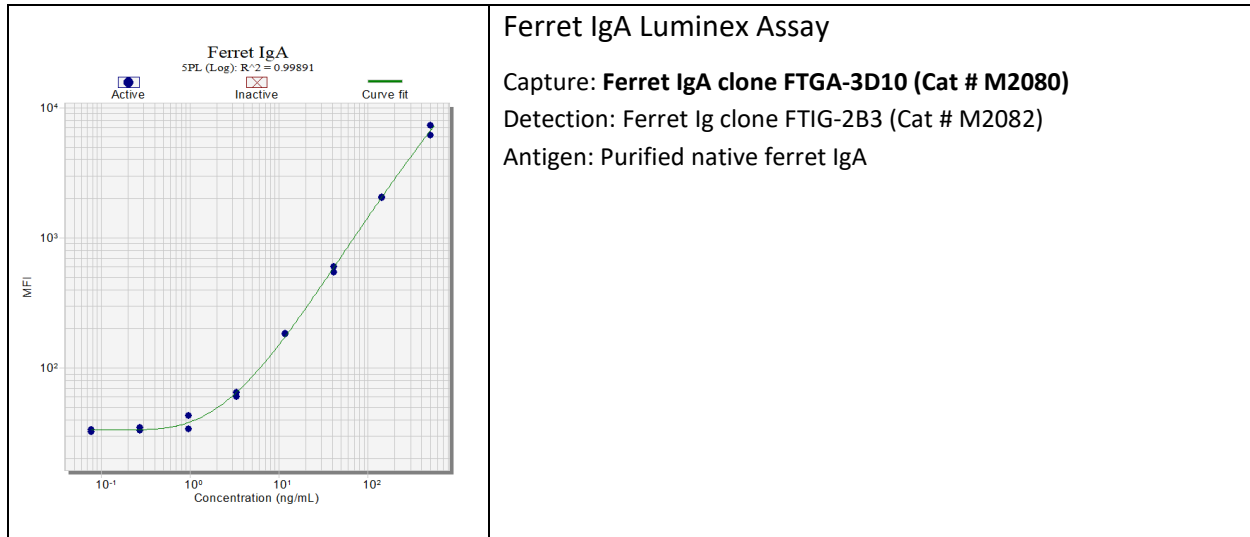 Ferret IgA
5PL (Log): R^2 = 0.99891
Active Inactive Curve fit
10⁴
10³
10²
MFI
10⁻¹ 10⁰ 10¹ 10²
Concentration (ng/mL)
Ferret IgA Luminex Assay
Capture: Ferret IgA clone FTGA-3D10 (Cat # M2080)
Detection: Ferret Ig clone FTIG-2B3 (Cat # M2082)
Antigen: Purified native ferret IgA